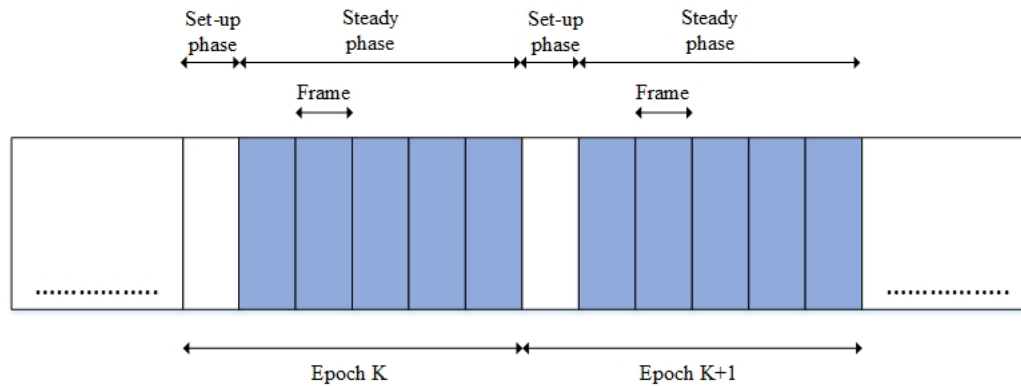 Set-up
phase
Steady
phase
Set-up
phase
Steady
phase
Frame
Frame
................
................
Epoch K
Epoch K+1